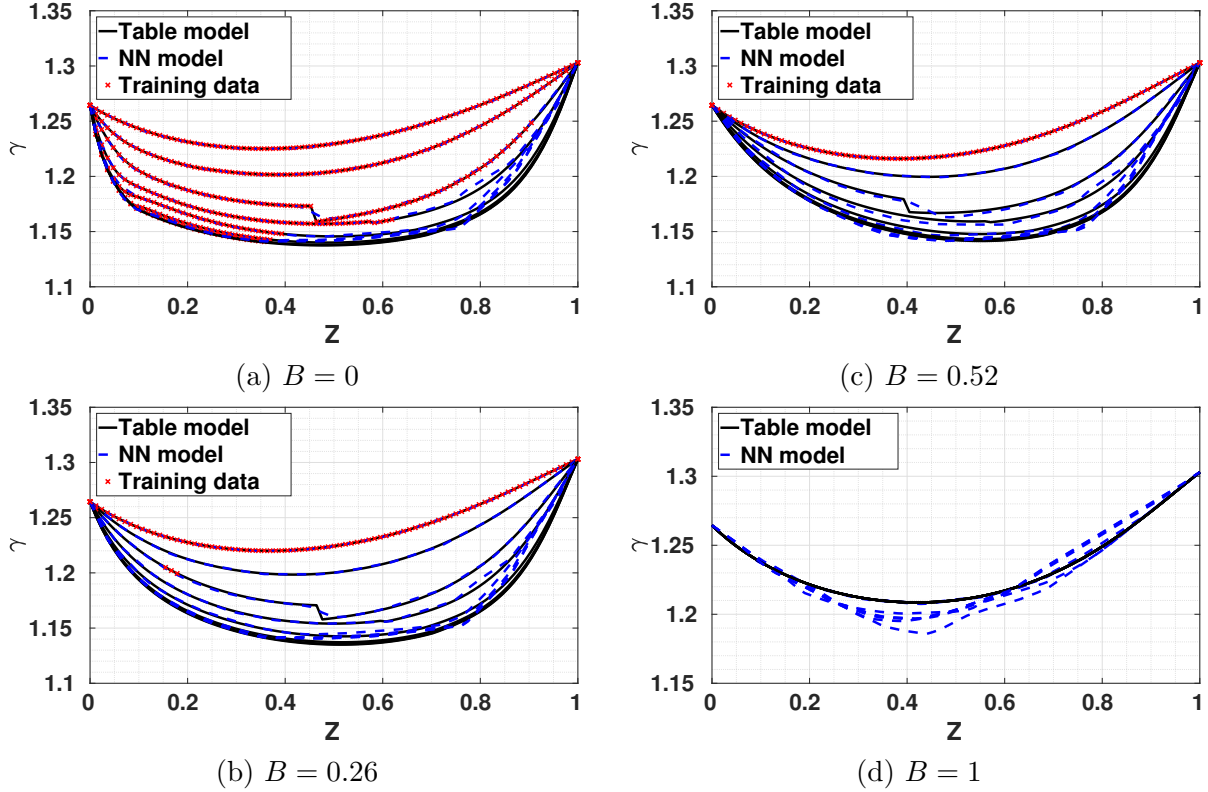 Table model
NN model
Training data
1.35
1.3
1.25
1.2
1.15
1.1
γ
0 0.2 0.4 0.6 0.8 1
Z
(a) B = 0
Table model
NN model
Training data
1.35
1.3
1.25
1.2
1.15
1.1
γ
0 0.2 0.4 0.6 0.8 1
Z
(c) B = 0.52
Table model
NN model
Training data
1.35
1.3
1.25
1.2
1.15
1.1
γ
0 0.2 0.4 0.6 0.8 1
Z
(b) B = 0.26
Table model
NN model
1.35
1.3
1.25
1.2
1.15
γ
0 0.2 0.4 0.6 0.8 1
Z
(d) B = 1